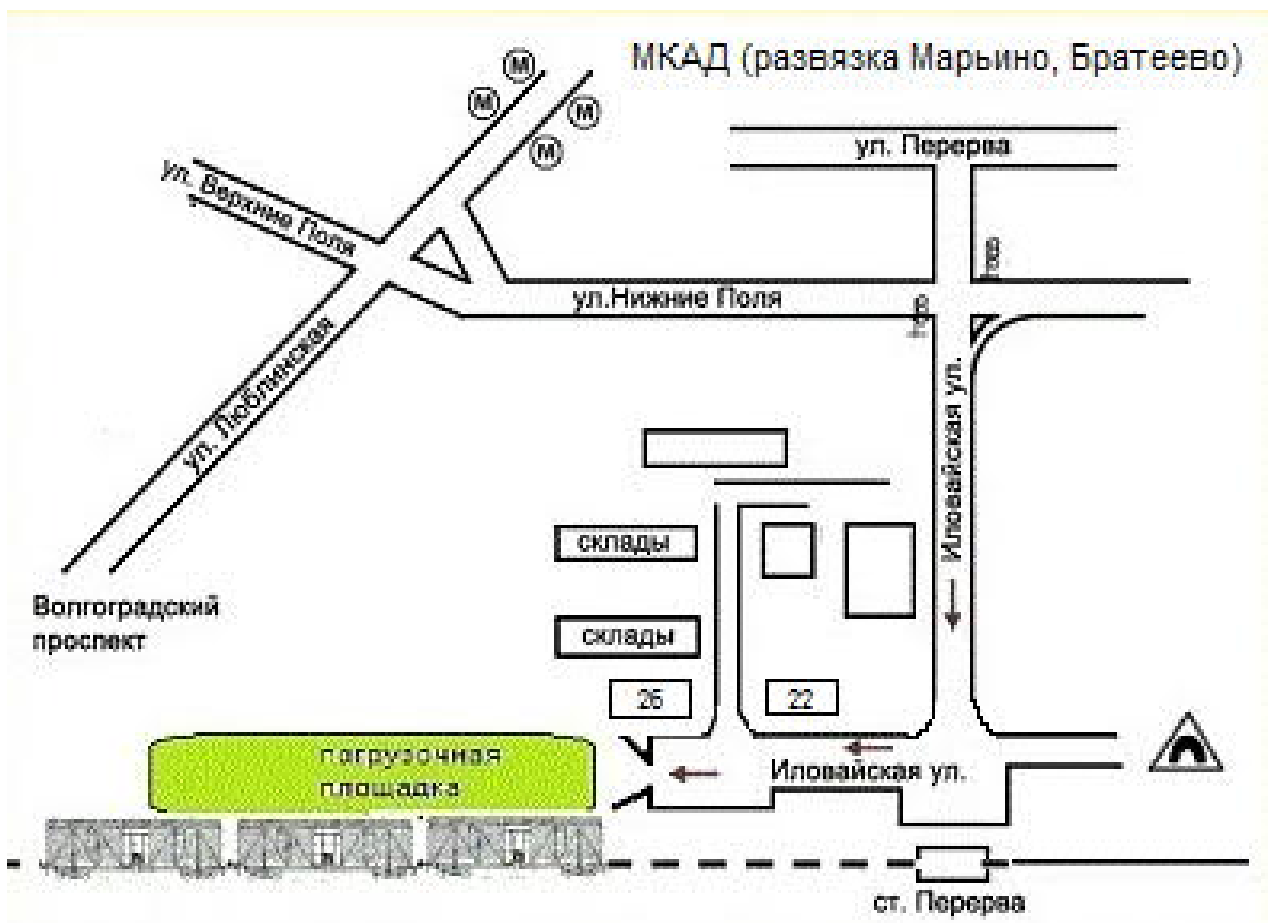 МКАД (развязка Марьино, Братеево)
М
М
М
М
ул. Перерва
ул. Верхние Поля
ул.Нижние Поля
ул. Люблинская
Иловайская ул.
склады
Волгоградский
проспект
склады
26
22
погрузочная
площадка
Иловайская ул.
ст. Перерва